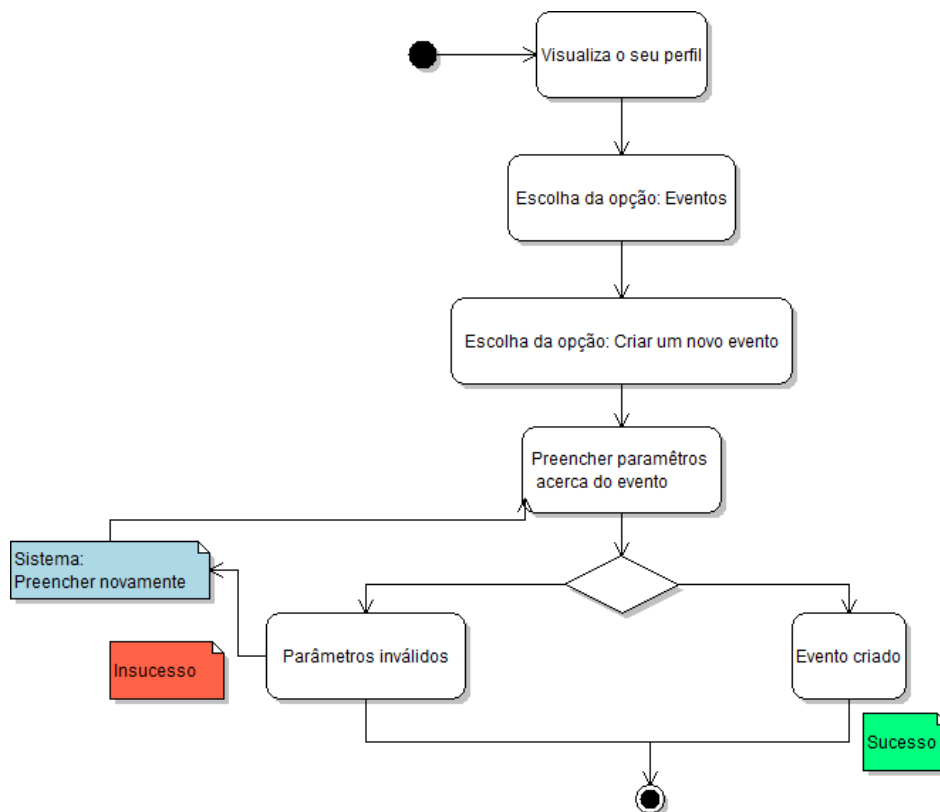 Visualiza o seu perfil
Escolha da opção: Eventos
Escolha da opção: Criar um novo evento
Preencher paramêtros
acerca do evento
Sistema:
Preencher novamente
Insucesso
Parâmetros inválidos
Evento criado
Sucesso